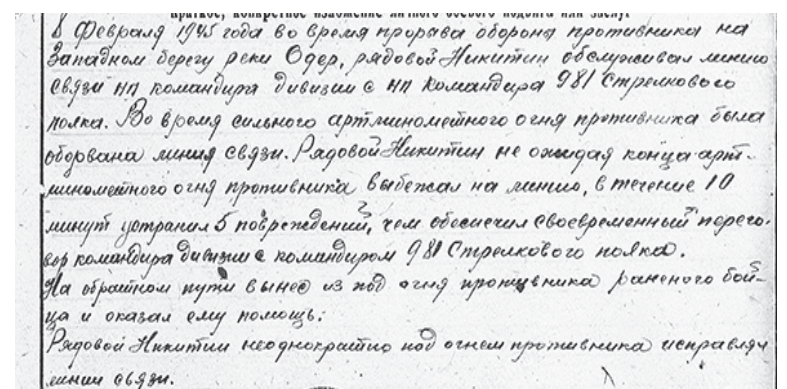 Краткое, конкретное изложение личного боевого подвига или заслуг
8 Февраля 1945 года во время прорыва обороны противника на
Западном берегу реки Одер, рядовой Никитин обслуживал линию
связи НП командира дивизии с НП Командира 981 Стрелкового
полка. Во время сильного артминометного огня противника была
оборвана линия связи. Рядовой Никитин не ожидая конца арт-
минометного огня противника выбежал на линию, в течение 10
минут устранил 5 повреждений, чем обеспечил своевременный перего-
вор командира дивизии с командиром 981 Стрелкового полка.
На обратном пути вынес из под огня противника раненого бой-
ца и оказал ему помощь.
Рядовой Никитин неоднократно под огнем противника исправлял
линии связи.